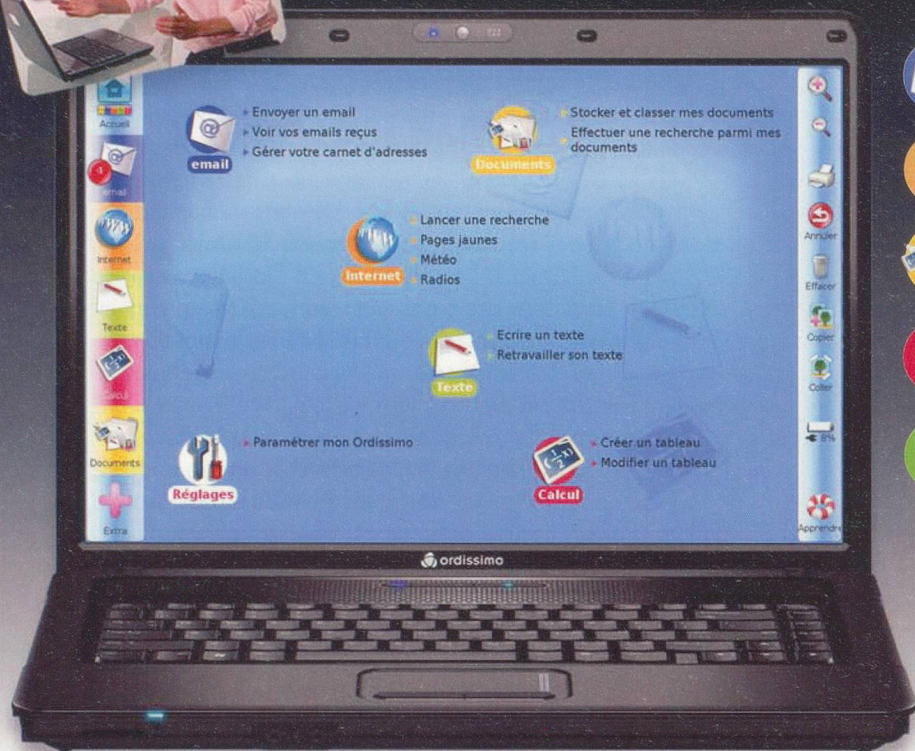 Accueil
email
Internet
Texte
Calcul
Documents
Extra
Envoyer un email
Voir vos emails reçus
Gérer votre carnet d'adresses
email
Stocker et classer mes documents
Effectuer une recherche parmi mes
documents
Documents
Lancer une recherche
Pages jaunes
Météo
Radios
Internet
Ecrire un texte
Retravailler son texte
Texte
Paramétrer mon Ordissimo
Réglages
Créer un tableau
Modifier un tableau
Calcul
Annuler
Effacer
Copier
Coller
8%
Apprendre
ordissimo